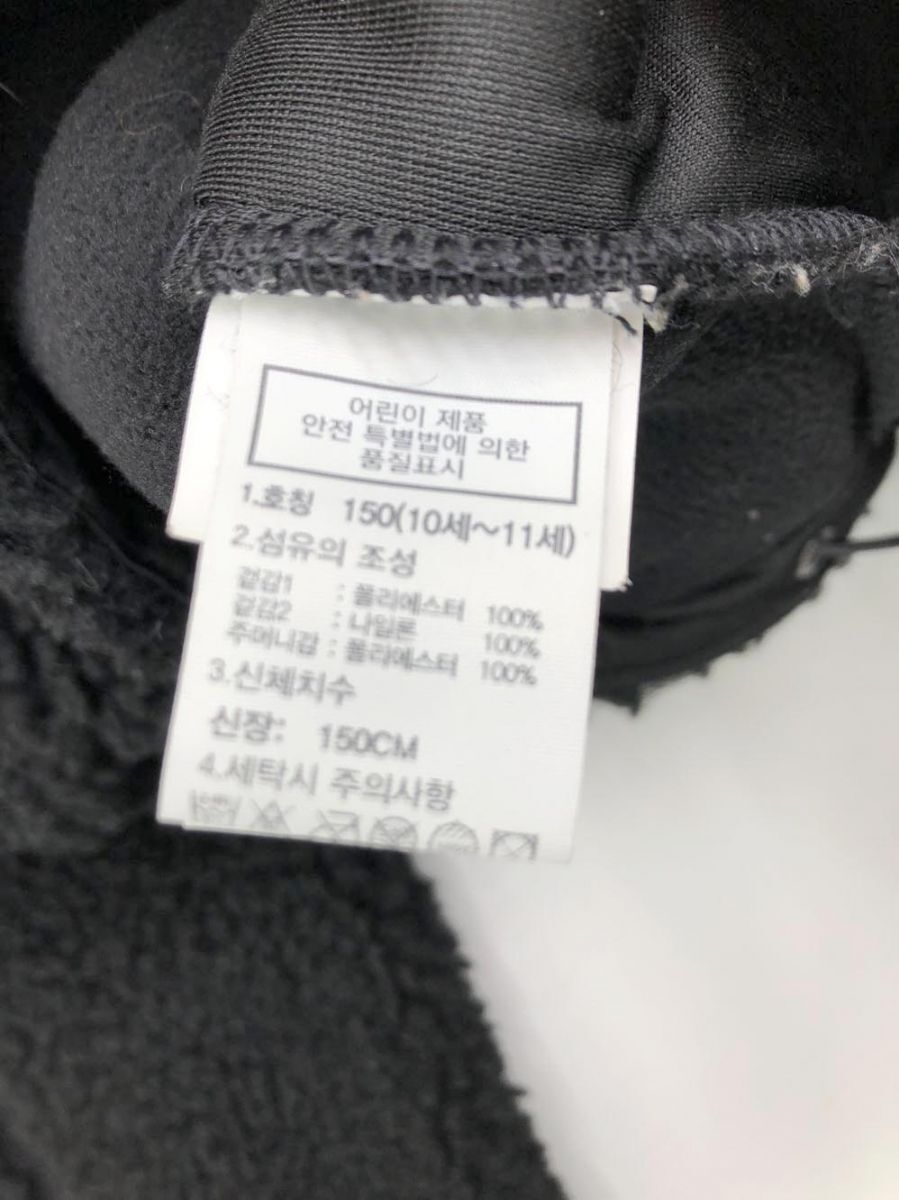 어린이 제품
안전 특별법에 의한
품질표시
1.호칭 150(10세~11세)
2.섬유의 조성
겉감1 : 폴리에스터 100%
겉감2 : 나일론 100%
주머니감 : 폴리에스터 100%
3.신체치수
신장: 150CM
4.세탁시 주의사항